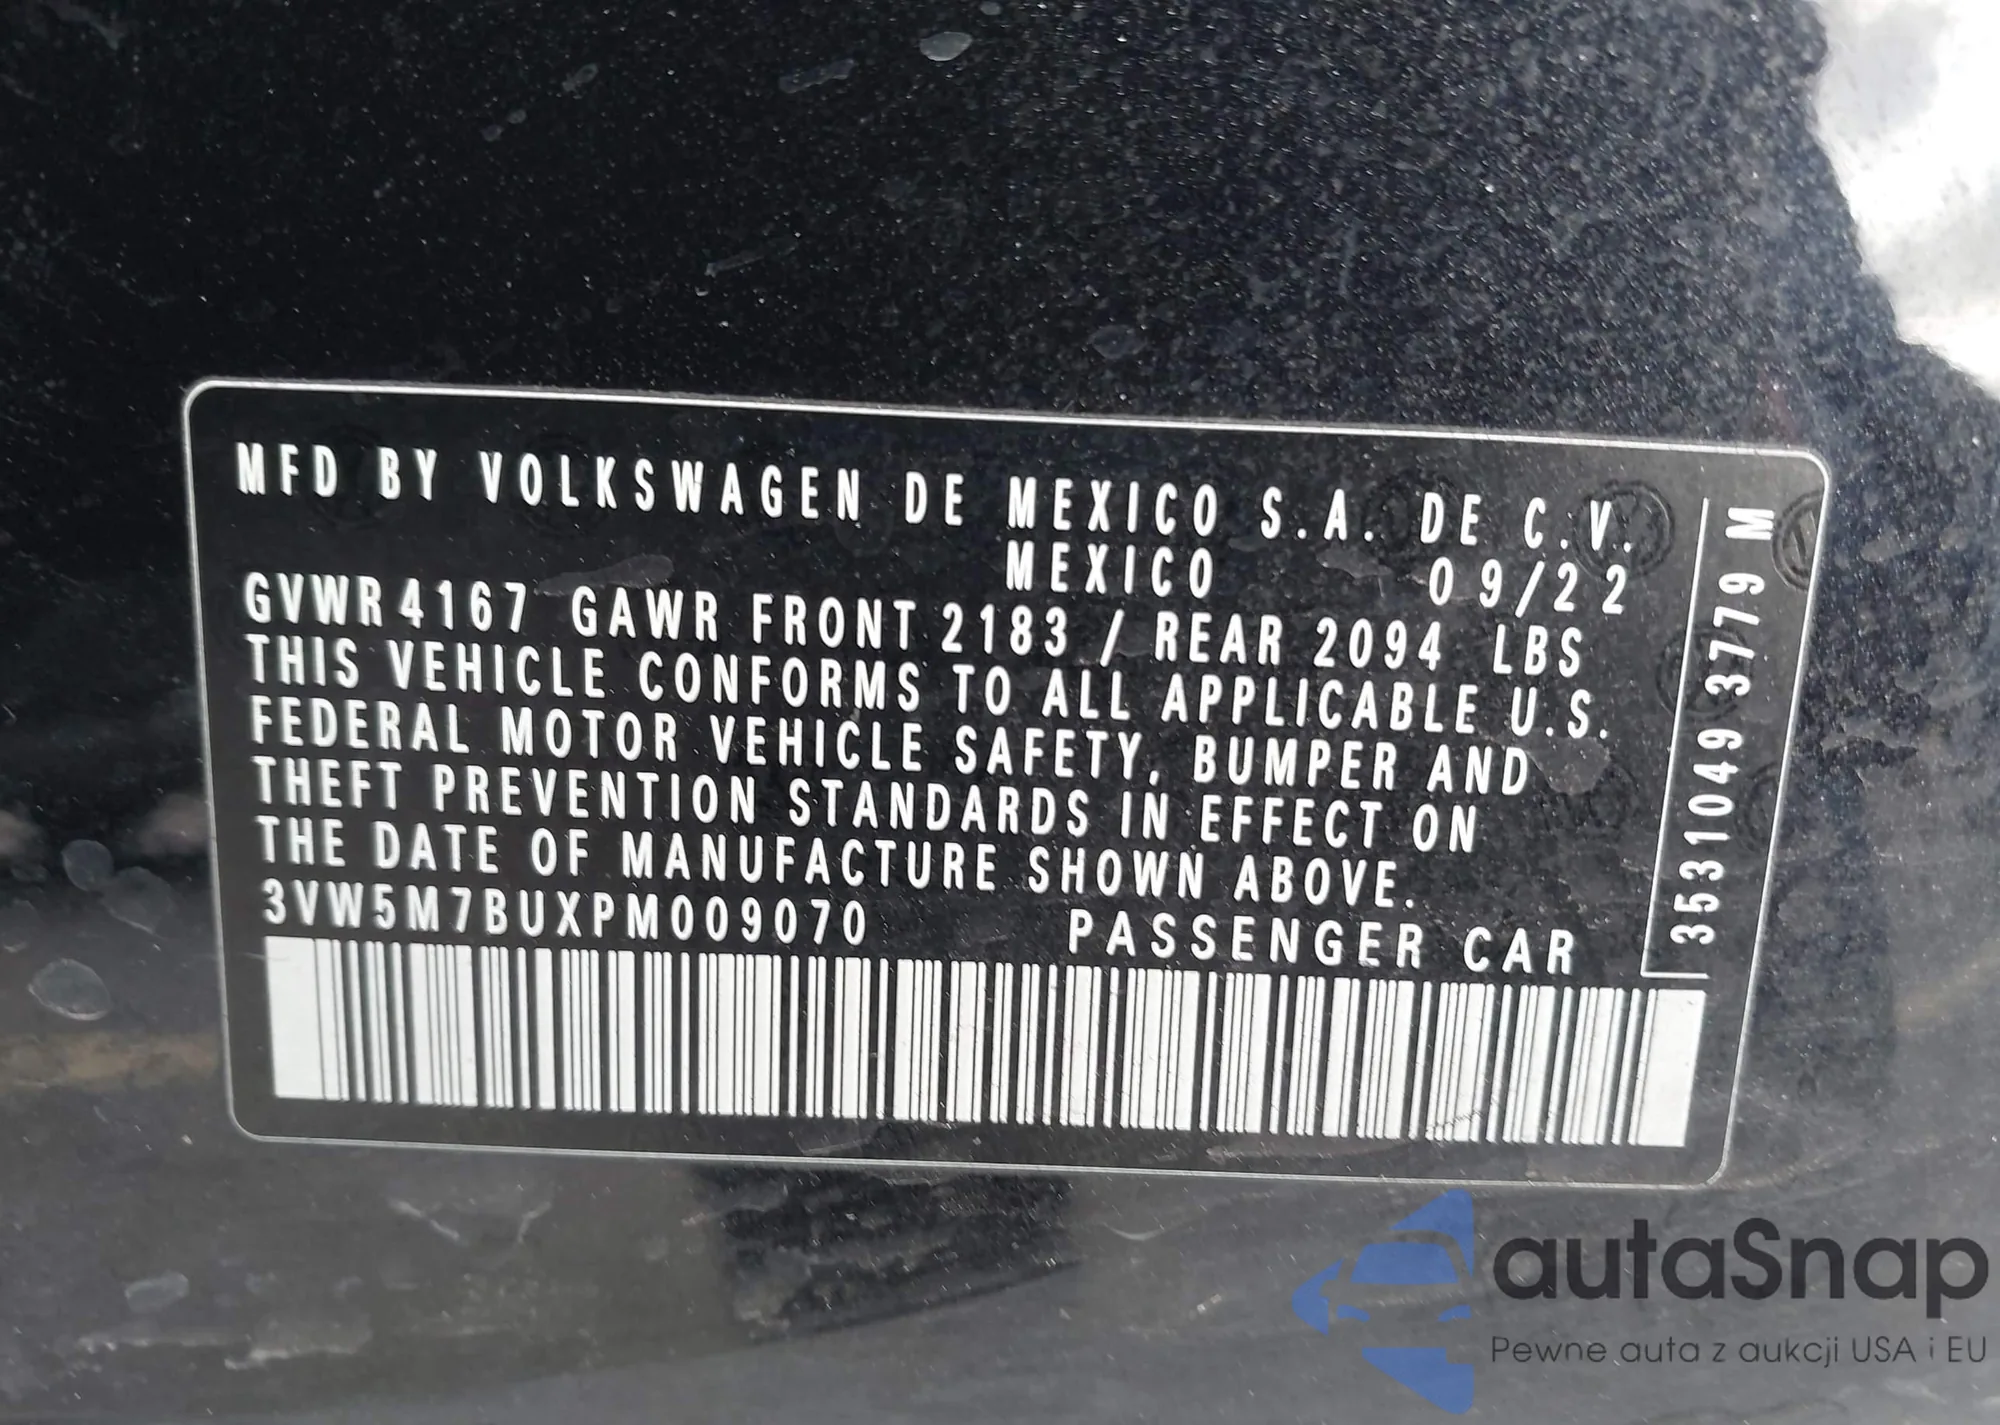 MFD BY VOLKSWAGEN DE MEXICO S.A. DE C.V.
MEXICO 09/22
GVWR 4167 GAWR FRONT 2183 / REAR 2094 LBS
THIS VEHICLE CONFORMS TO ALL APPLICABLE U.S.
FEDERAL MOTOR VEHICLE SAFETY, BUMPER AND
THEFT PREVENTION STANDARDS IN EFFECT ON
THE DATE OF MANUFACTURE SHOWN ABOVE.
3VW5M7BUXPM009070 PASSENGER CAR
3531049 3779 M
autaSnap
Pewne auta z aukcji USA i EU